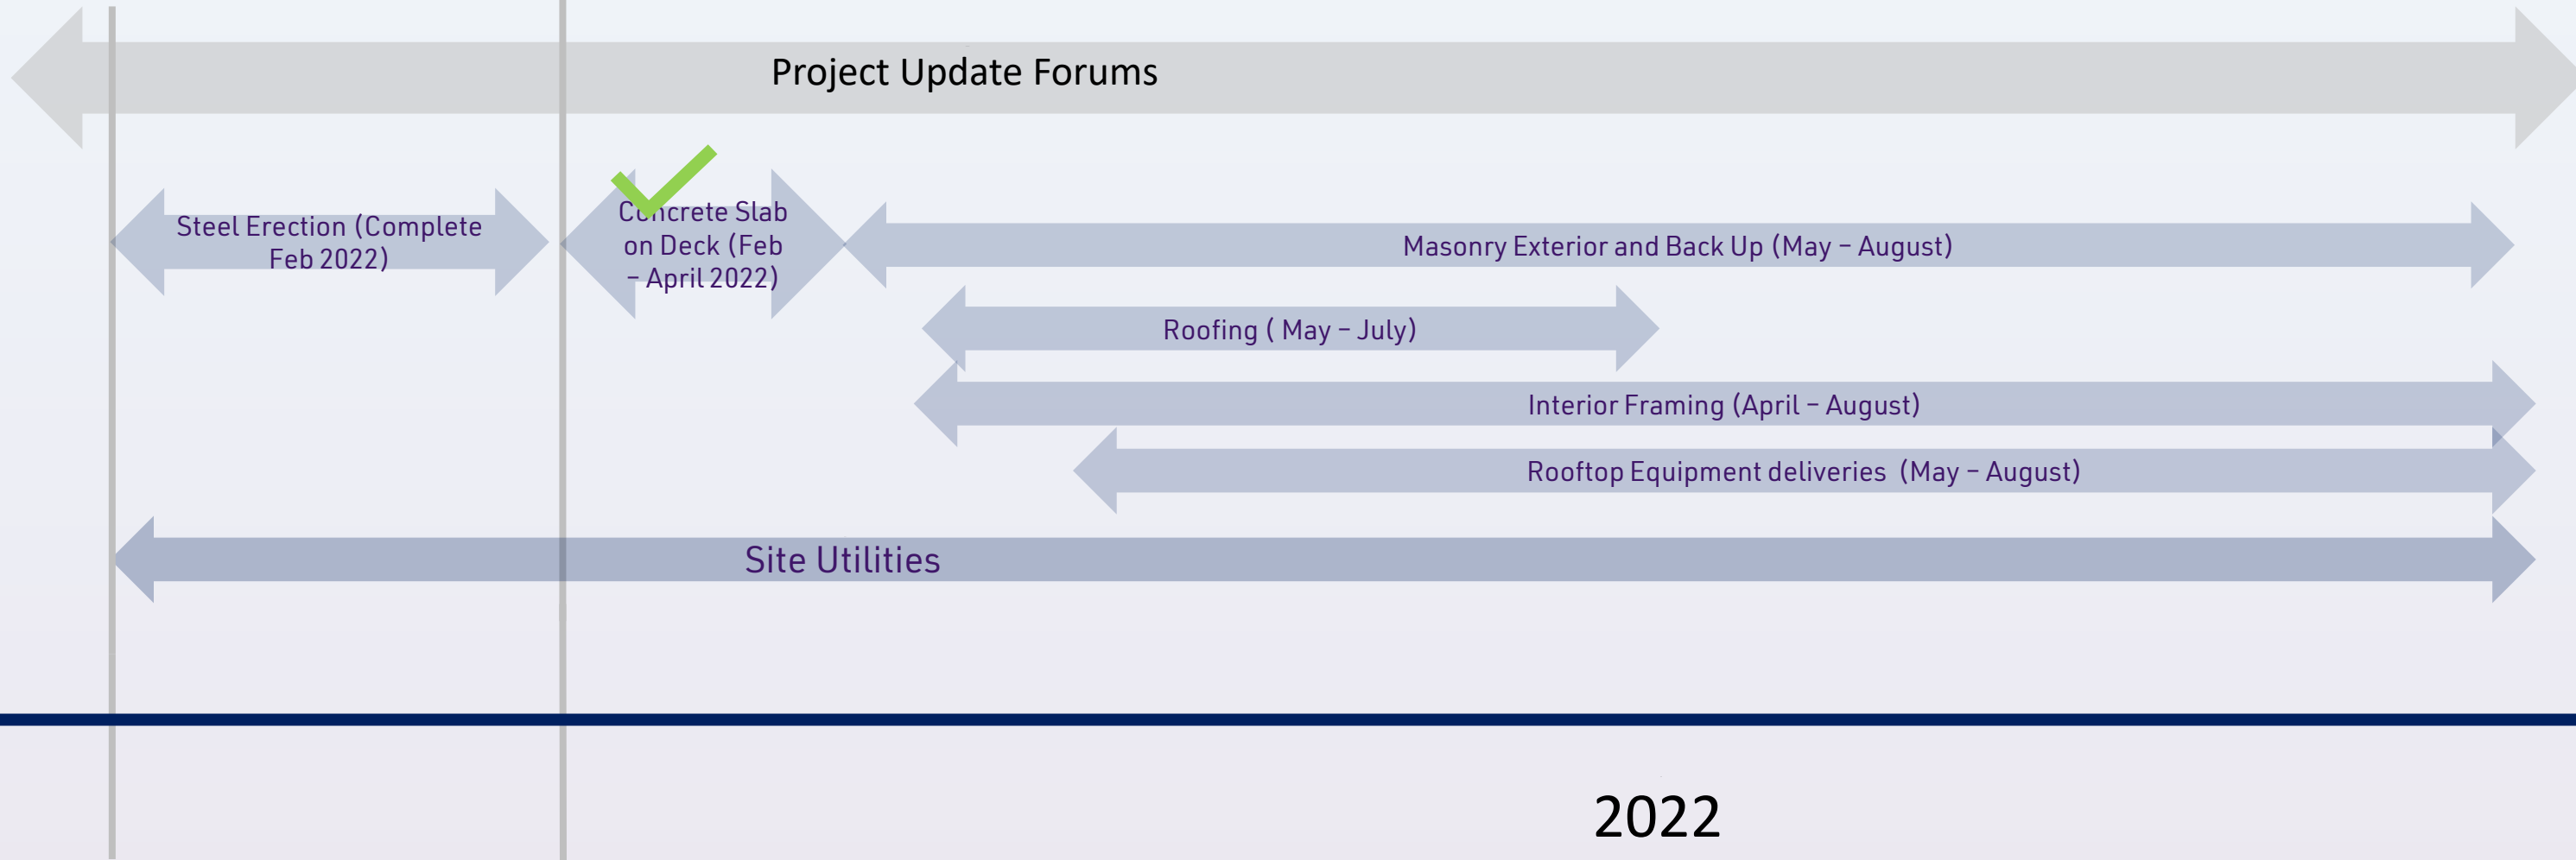 Project Update Forums
Steel Erection (Complete
Feb 2022)
Concrete Slab
on Deck (Feb
– April 2022)
Masonry Exterior and Back Up (May – August)
Roofing ( May – July)
Interior Framing (April – August)
Rooftop Equipment deliveries  (May – August)
Site Utilities
2022